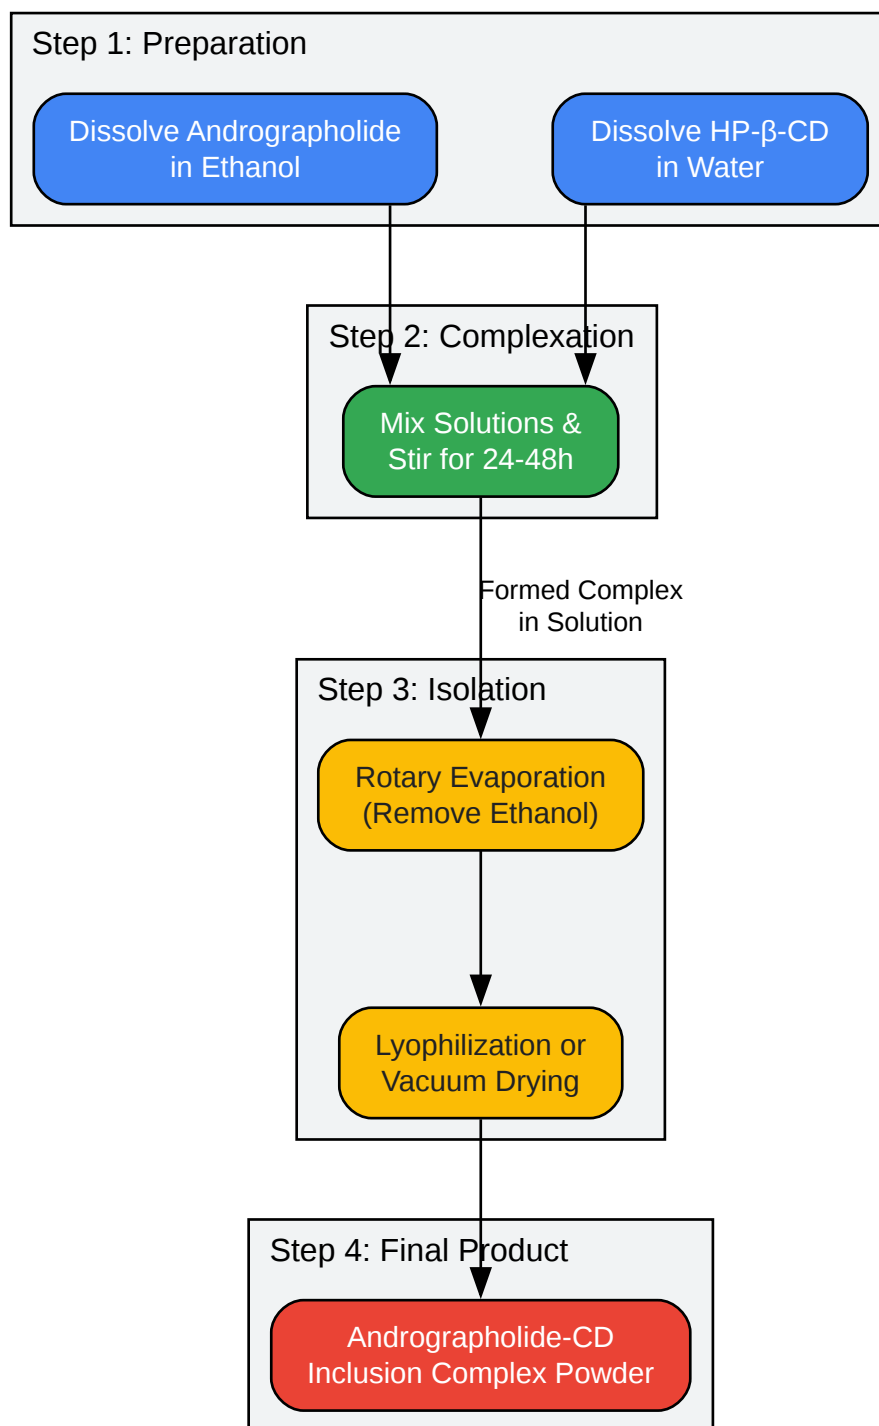 Step 1: Preparation
Dissolve Andrographolide
in Ethanol
Dissolve HP-β-CD
in Water
Step 2: Complexation
Mix Solutions &
Stir for 24-48h
Formed Complex
in Solution
Step 3: Isolation
Rotary Evaporation
(Remove Ethanol)
Lyophilization or
Vacuum Drying
Step 4: Final Product
Andrographolide-CD
Inclusion Complex Powder